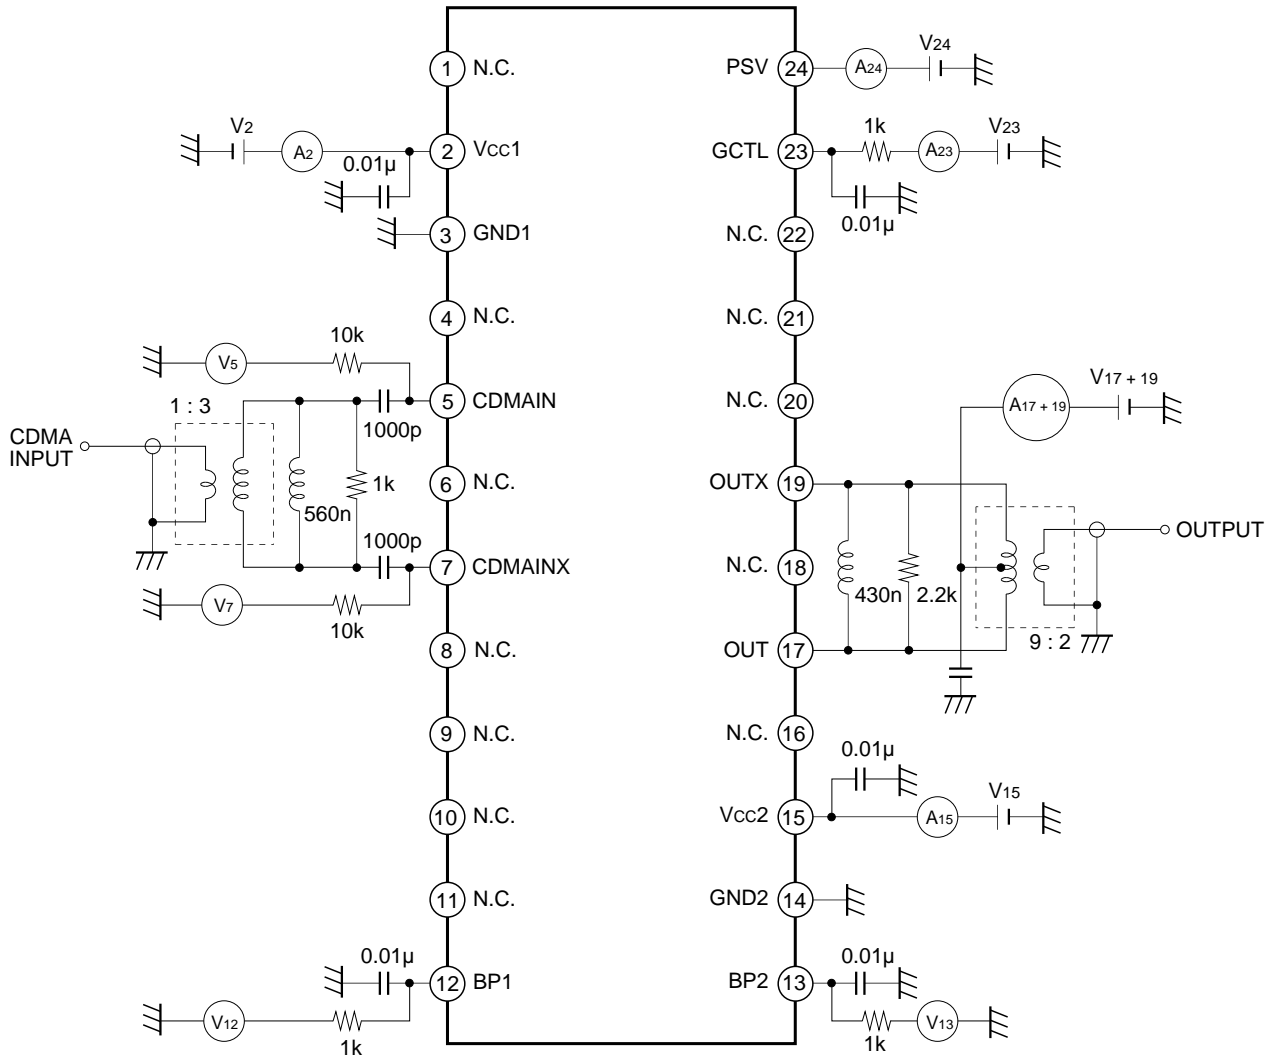 1 N.C.
PSV 24 A24 V24
V2 A2 0.01µ 2 VCC1
GCTL 23 1k A23 V23
0.01µ
3 GND1
N.C. 22
4 N.C.
N.C. 21
V5 10k
1 : 3
5 CDMAIN
1000p
N.C. 20
A17 + 19 V17 + 19
CDMA
INPUT
6 N.C.
1k
560n
1000p
OUTX 19
OUTPUT
7 CDMAINX
N.C. 18
430n 2.2k
V7 10k
9 : 2
8 N.C.
OUT 17
9 N.C.
N.C. 16
0.01µ
10 N.C.
VCC2 15 A15 V15
11 N.C.
GND2 14
0.01µ
12 BP1
V12 1k
BP2 13
0.01µ
1k V13